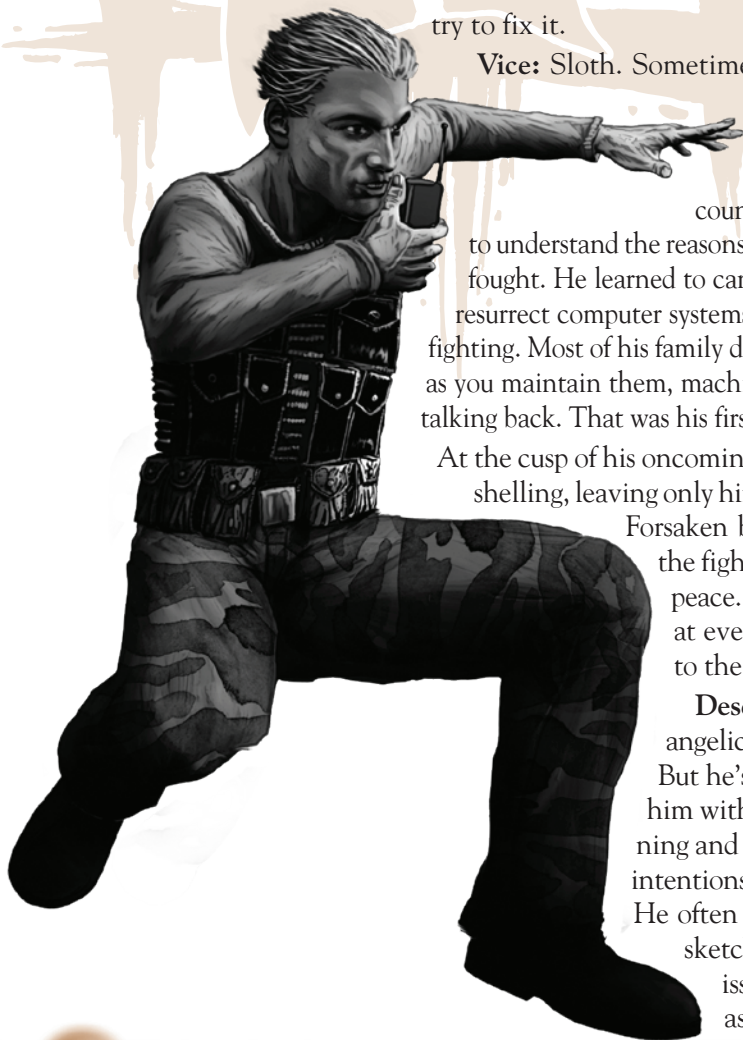 try to fix it.
Vice: Sloth. Sometime
cour
to understand the reasons
fought. He learned to car
resurrect computer systems
fighting. Most of his family d
as you maintain them, mach
talking back. That was his firs
At the cusp of his oncomin
shelling, leaving only hi
Forsaken b
the figh
peace.
at eve
to the
Desc
angelic
But he’s
him with
ning and
intentions
He often
sketc
iss
as